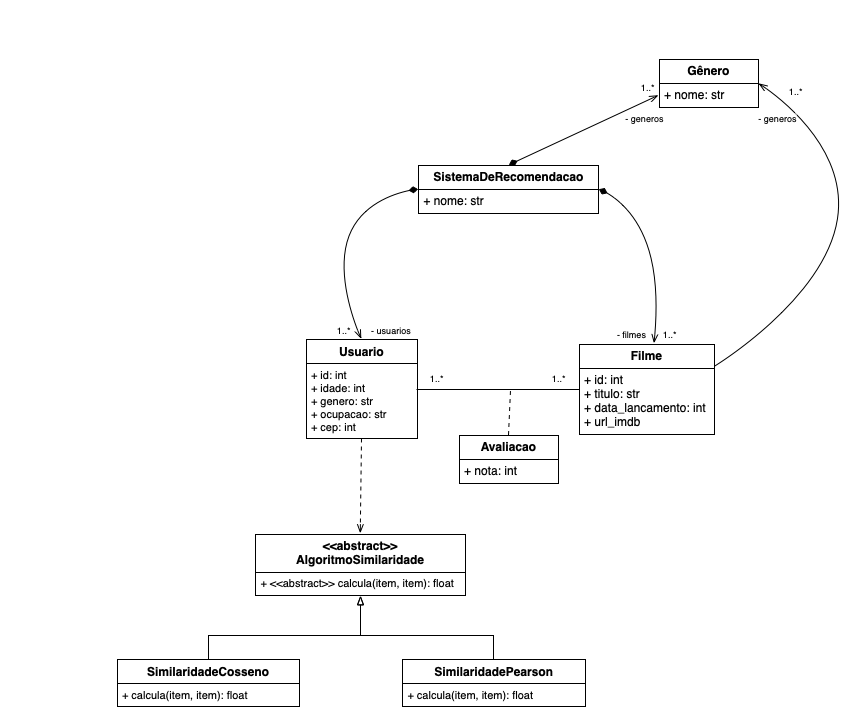 Gênero
+ nome: str
1..*
- generos
1..*
- generos
SistemaDeRecomendacao
+ nome: str
1..*
- usuarios
- filmes
1..*
Usuario
+ id: int
+ idade: int
+ genero: str
+ ocupacao: str
+ cep: int
1..*
1..*
Filme
+ id: int
+ titulo: str
+ data_lancamento: int
+ url_imdb
Avaliacao
+ nota: int
<<abstract>>
AlgoritmoSimilaridade
+ <<abstract>> calcula(item, item): float
SimilaridadeCosseno
+ calcula(item, item): float
SimilaridadePearson
+ calcula(item, item): float